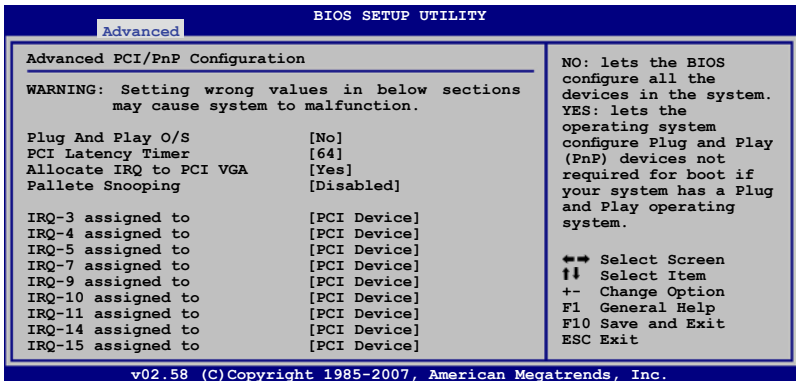 BIOS SETUP UTILITY
Advanced
Advanced PCI/PnP Configuration
WARNING: Setting wrong values in below sections
may cause system to malfunction.
Plug And Play O/S [No]
PCI Latency Timer [64]
Allocate IRQ to PCI VGA [Yes]
Pallete Snooping [Disabled]
IRQ-3 assigned to [PCI Device]
IRQ-4 assigned to [PCI Device]
IRQ-5 assigned to [PCI Device]
IRQ-7 assigned to [PCI Device]
IRQ-9 assigned to [PCI Device]
IRQ-10 assigned to [PCI Device]
IRQ-11 assigned to [PCI Device]
IRQ-14 assigned to [PCI Device]
IRQ-15 assigned to [PCI Device]
NO: lets the BIOS
configure all the
devices in the system.
YES: lets the
operating system
configure Plug and Play
(PnP) devices not
required for boot if
your system has a Plug
and Play operating
system.
←→ Select Screen
↑↓ Select Item
+- Change Option
F1 General Help
F10 Save and Exit
ESC Exit
v02.58 (C)Copyright 1985-2007, American Megatrends, Inc.